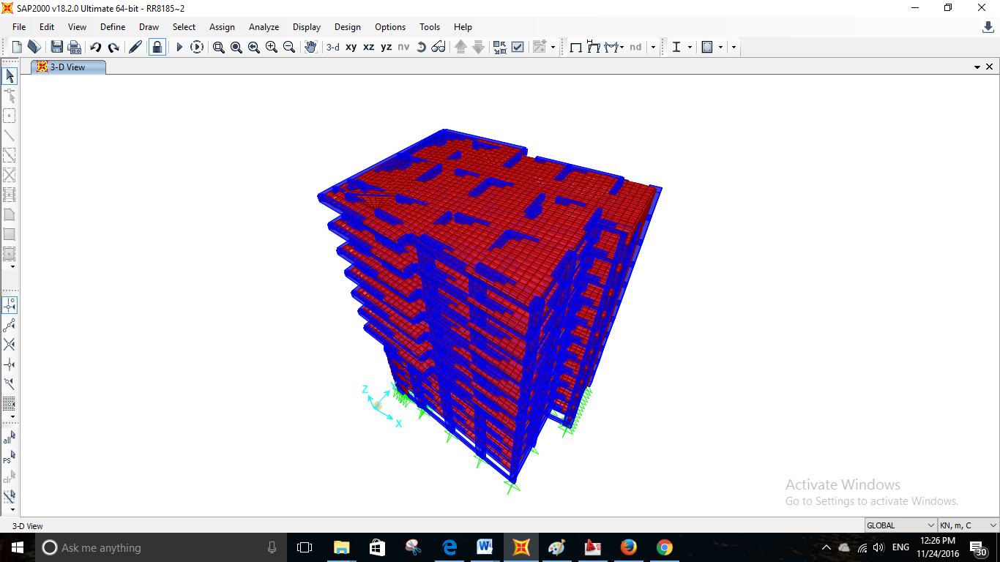 SAP2000 v18.2.0 Ultimate 64-bit - RR8185~2
File Edit View Define Draw Select Assign Analyze Display Design Options Tools Help
3-d xy xz yz nv nd
3-D View
all
PS
clr
Z
Y
X
Activate Windows
Go to Settings to activate Windows.
3-D View GLOBAL KN, m, C
Ask me anything ENG 12:26 PM
11/24/2016 30